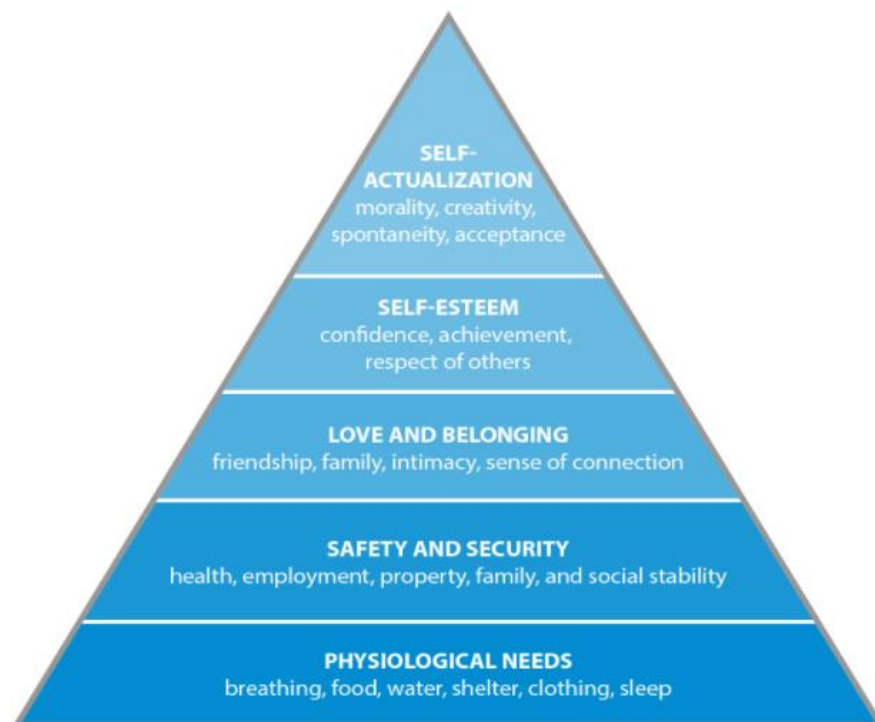 SELF-
ACTUALIZATION
morality, creativity,
spontaneity, acceptance
SELF-ESTEEM
confidence, achievement,
respect of others
LOVE AND BELONGING
friendship, family, intimacy, sense of connection
SAFETY AND SECURITY
health, employment, property, family, and social stability
PHYSIOLOGICAL NEEDS
breathing, food, water, shelter, clothing, sleep